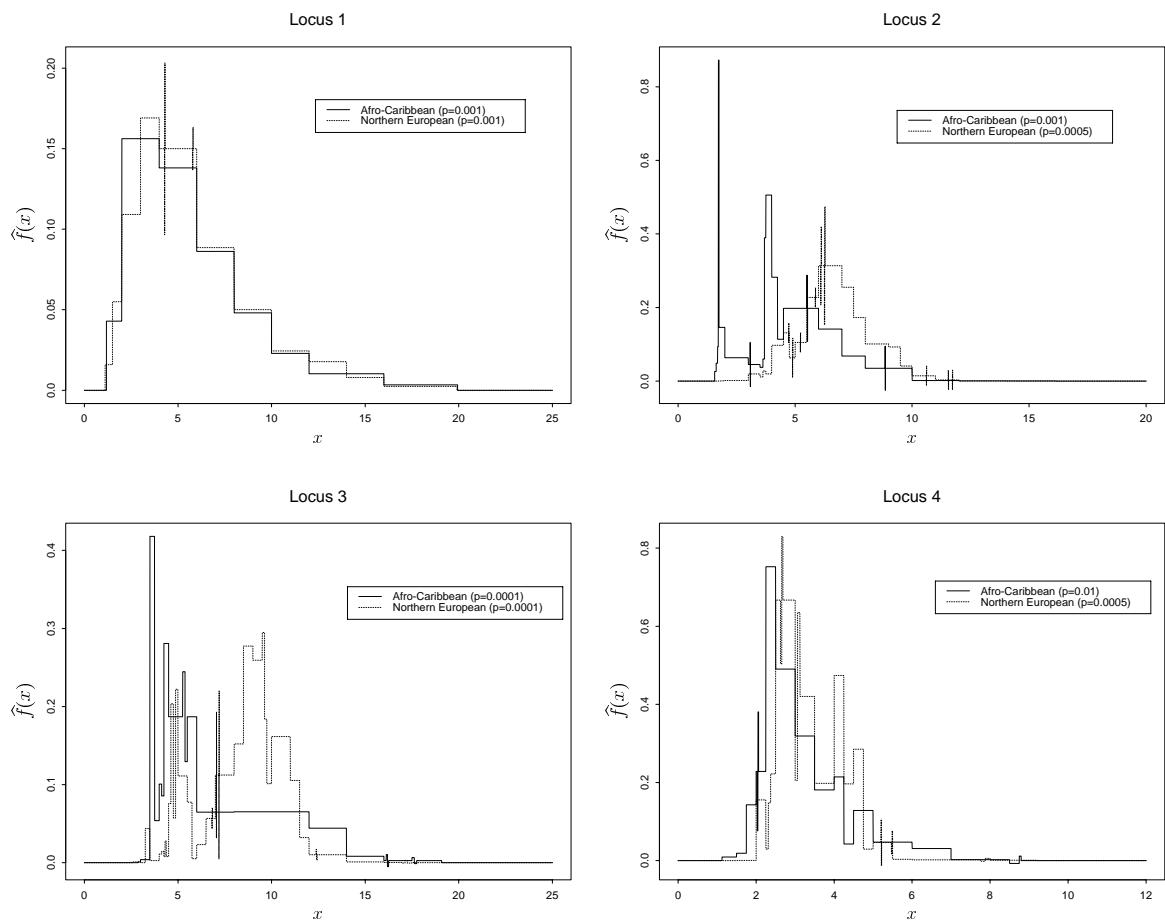 Locus 1
0.20
0.15
0.10
0.05
0.0
f̂(x)
Afro-Caribbean (p=0.001)
Northern European (p=0.001)
0 5 10 15 20 25
x
Locus 2
0.8
0.6
0.4
0.2
0.0
f̂(x)
Afro-Caribbean (p=0.001)
Northern European (p=0.0005)
0 5 10 15 20
x
Locus 3
0.4
0.3
0.2
0.1
0.0
f̂(x)
Afro-Caribbean (p=0.0001)
Northern European (p=0.0001)
0 5 10 15 20 25
x
Locus 4
0.8
0.6
0.4
0.2
0.0
f̂(x)
Afro-Caribbean (p=0.01)
Northern European (p=0.0005)
0 2 4 6 8 10 12
x